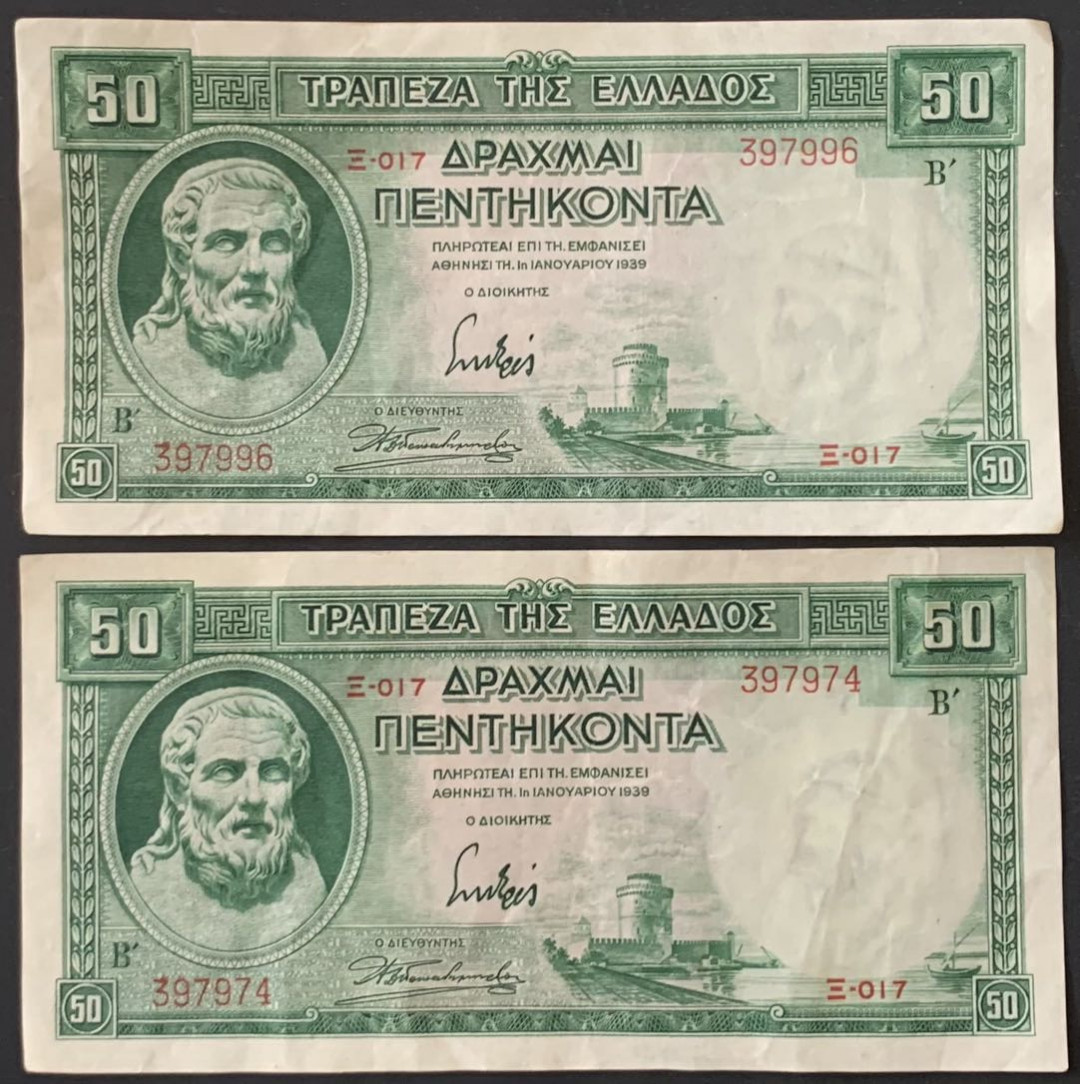 50 ΤΡΑΠΕΖΑ ΤΗΣ ΕΛΛΑΔΟΣ 50
Ξ-017 ΔΡΑΧΜΑΙ 397996 Β′
ΠΕΝΤΗΚΟΝΤΑ
ΠΛΗΡΩΤΕΑΙ ΕΠΙ ΤΗ. ΕΜΦΑΝΙΣΕΙ
ΑΘΗΝΗΣΙ ΤΗ. 1η ΙΑΝΟΥΑΡΙΟΥ 1939
Ο ΔΙΟΙΚΗΤΗΣ
Β′ Ο ΔΙΕΥΘΥΝΤΗΣ
50 397996 Ξ-017 50
50 ΤΡΑΠΕΖΑ ΤΗΣ ΕΛΛΑΔΟΣ 50
Ξ-017 ΔΡΑΧΜΑΙ 397974 Β′
ΠΕΝΤΗΚΟΝΤΑ
ΠΛΗΡΩΤΕΑΙ ΕΠΙ ΤΗ. ΕΜΦΑΝΙΣΕΙ
ΑΘΗΝΗΣΙ ΤΗ. 1η ΙΑΝΟΥΑΡΙΟΥ 1939
Ο ΔΙΟΙΚΗΤΗΣ
Β′ Ο ΔΙΕΥΘΥΝΤΗΣ
50 397974 Ξ-017 50